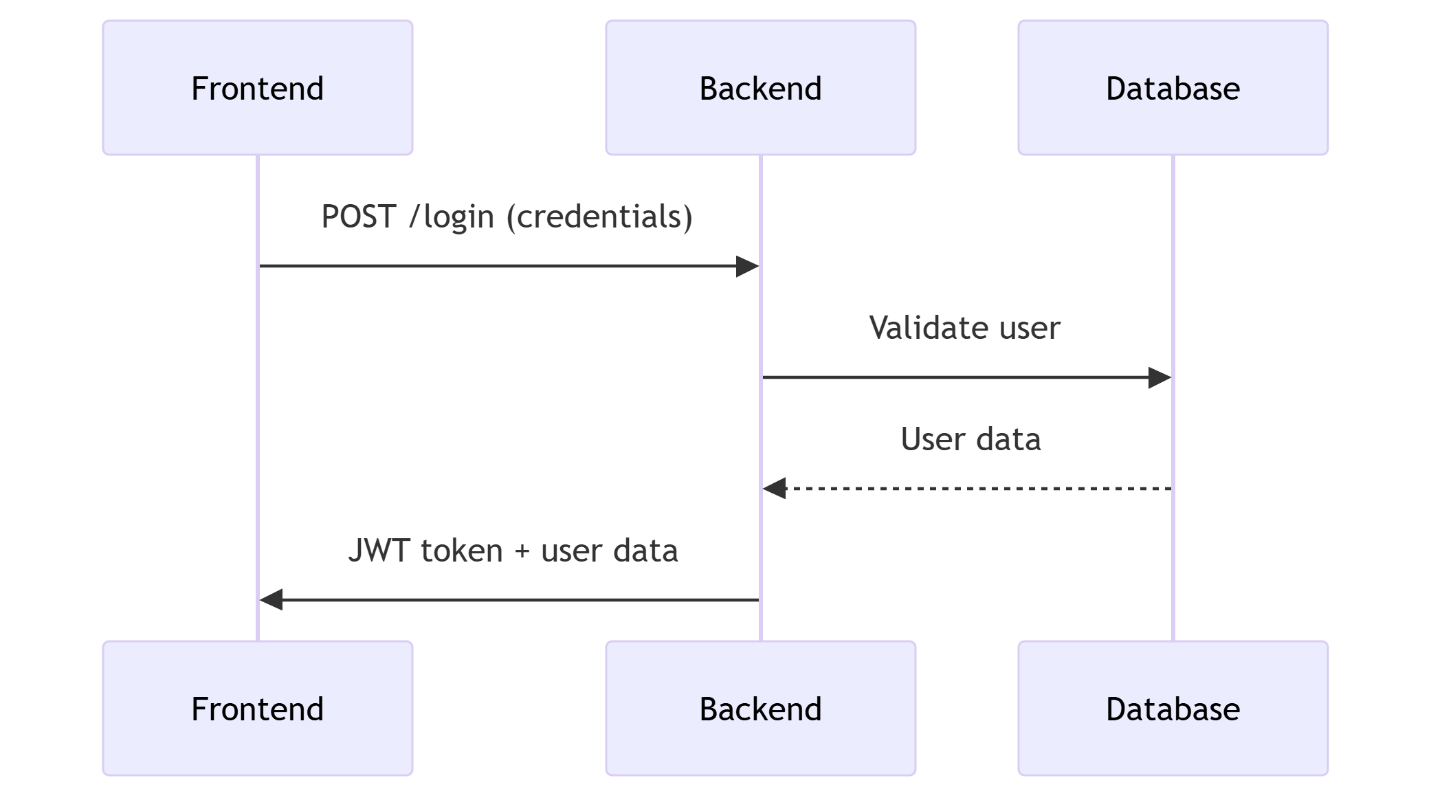 Frontend
Backend
Database
POST /login (credentials)
Validate user
User data
JWT token + user data
Frontend
Backend
Database